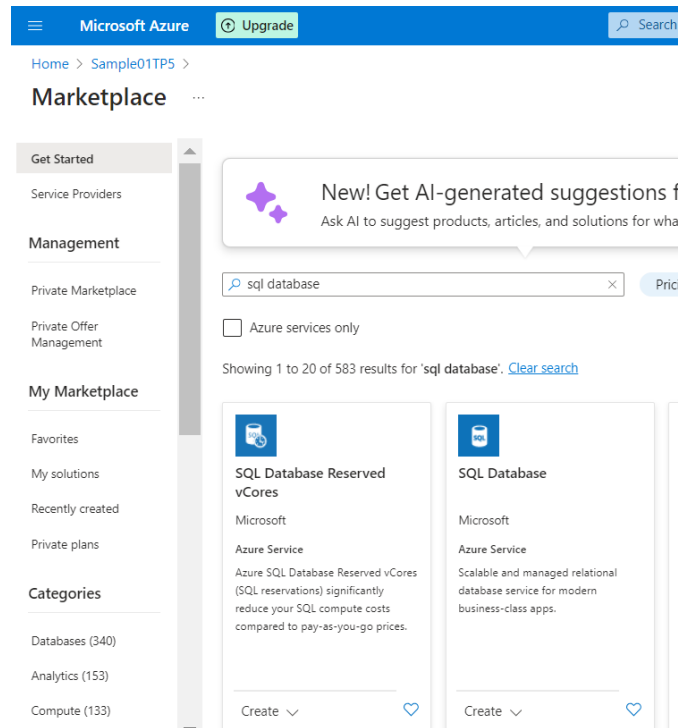 Microsoft Azure
Upgrade
Search
Home > Sample01TP5 >
Marketplace ...
Get Started
Service Providers
Management
Private Marketplace
Private Offer
Management
My Marketplace
Favorites
My solutions
Recently created
Private plans
Categories
Databases (340)
Analytics (153)
Compute (133)
New! Get AI-generated suggestions f
Ask AI to suggest products, articles, and solutions for wha
sql database
Pric
Azure services only
Showing 1 to 20 of 583 results for 'sql database'. Clear search
SQL
SQL Database Reserved
vCores
Microsoft
Azure Service
Azure SQL Database Reserved vCores
(SQL reservations) significantly
reduce your SQL compute costs
compared to pay-as-you-go prices.
Create
SQL
SQL Database
Microsoft
Azure Service
Scalable and managed relational
database service for modern
business-class apps.
Create